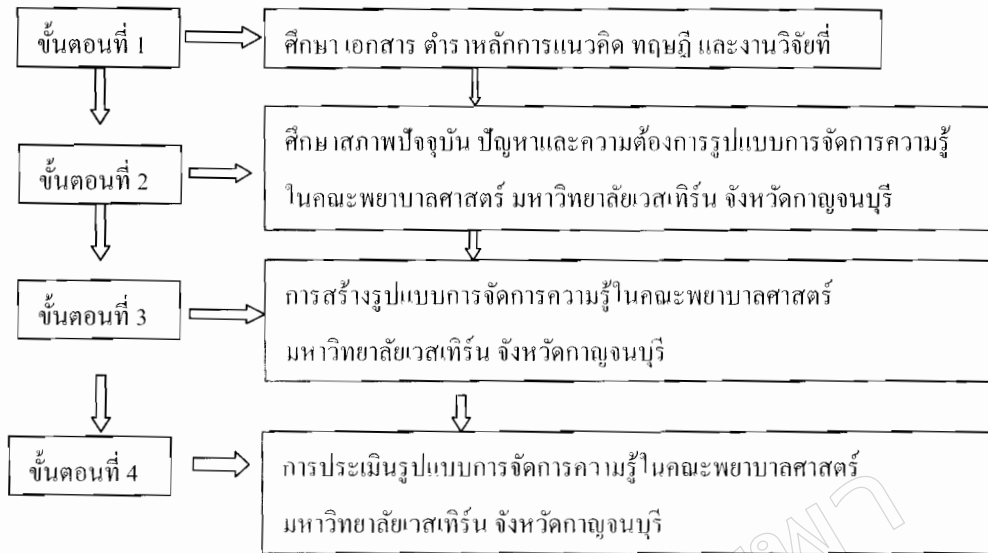 ขั้นตอนที่ 1
ศึกษา เอกสาร ตำราหลักการแนวคิด ทฤษฎี และงานวิจัยที่
ขั้นตอนที่ 2
ศึกษาสภาพปัจจุบัน ปัญหาและความต้องการรูปแบบการจัดการความรู้
ในคณะพยาบาลศาสตร์ มหาวิทยาลัยเวสเทิร์น จังหวัดกาญจนบุรี
ขั้นตอนที่ 3
การสร้างรูปแบบการจัดการความรู้ในคณะพยาบาลศาสตร์
มหาวิทยาลัยเวสเทิร์น จังหวัดกาญจนบุรี
ขั้นตอนที่ 4
การประเมินรูปแบบการจัดการความรู้ในคณะพยาบาลศาสตร์
มหาวิทยาลัยเวสเทิร์น จังหวัดกาญจนบุรี